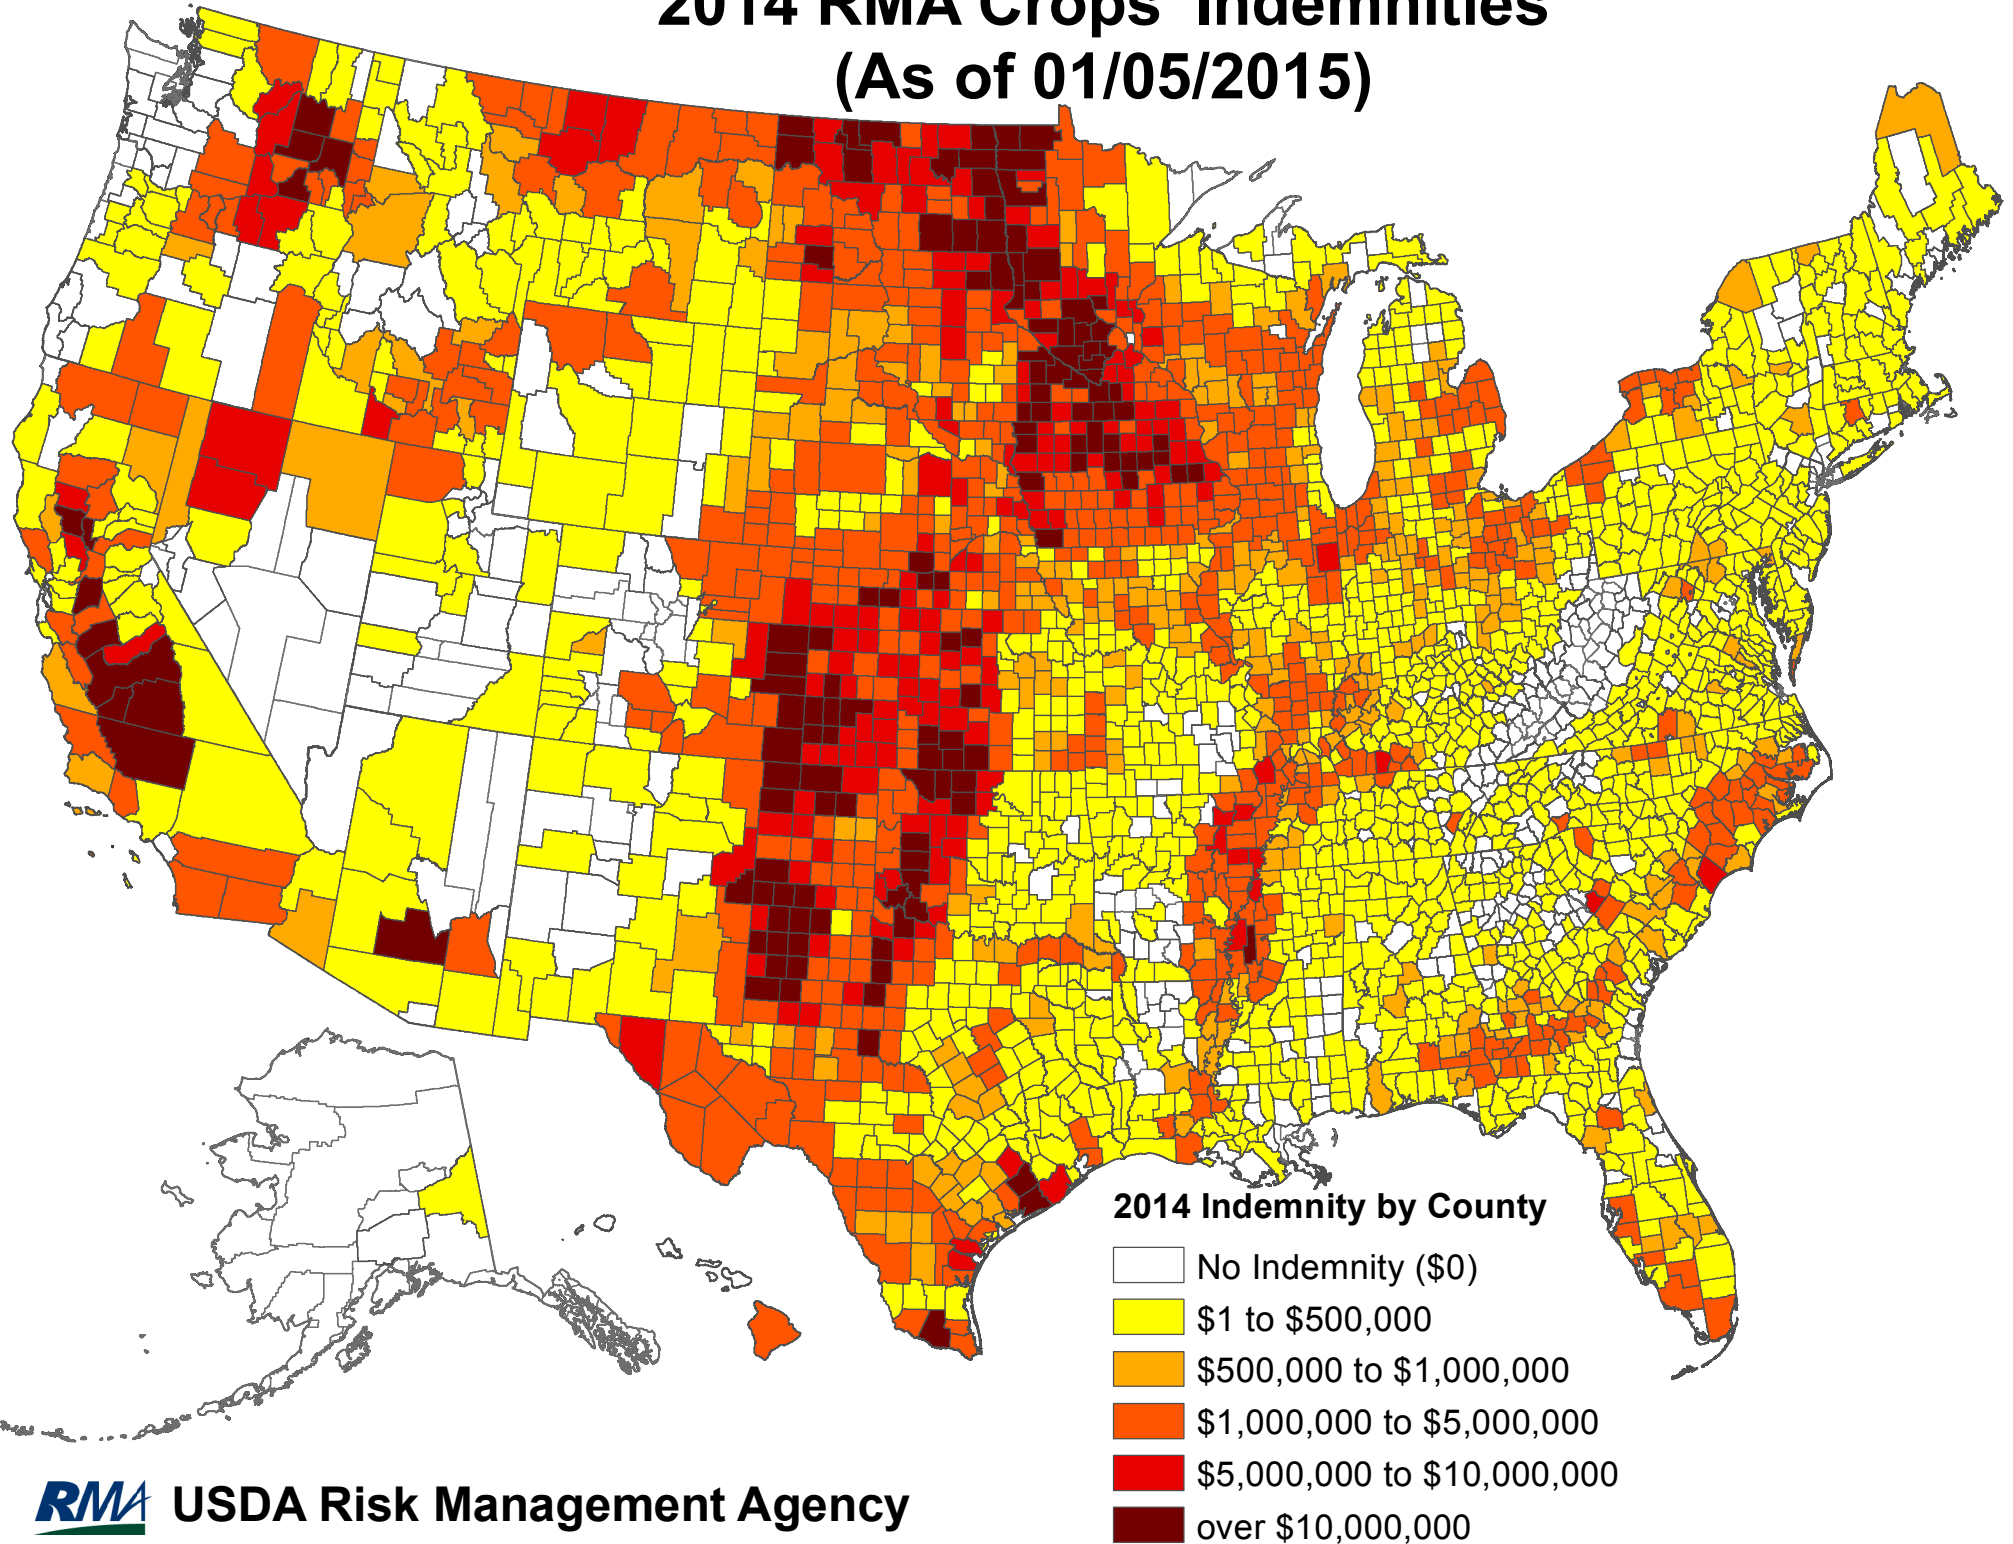 2014 RMA Crops' Indemnities
(As of 01/05/2015)
2014 Indemnity by County
No Indemnity ($0)
$1 to $500,000
$500,000 to $1,000,000
$1,000,000 to $5,000,000
$5,000,000 to $10,000,000
over $10,000,000
RMA USDA Risk Management Agency